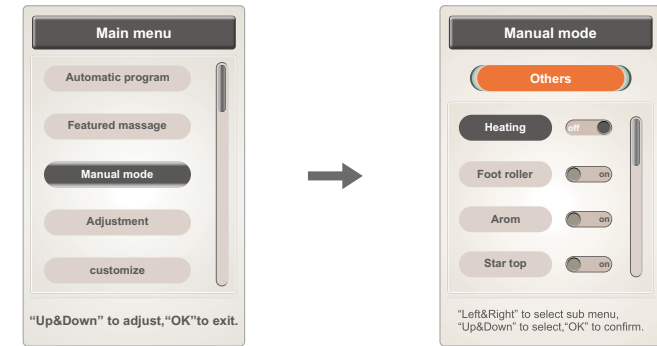 Main menu
Automatic program
Featured massage
Manual mode
Adjustment
customize
“Up&Down” to adjust,“OK”to exit.
Manual mode
Others
Heating off
Foot roller on
Arom on
Star top on
“Left&Right” to select sub menu,
“Up&Down” to select,“OK” to confirm.